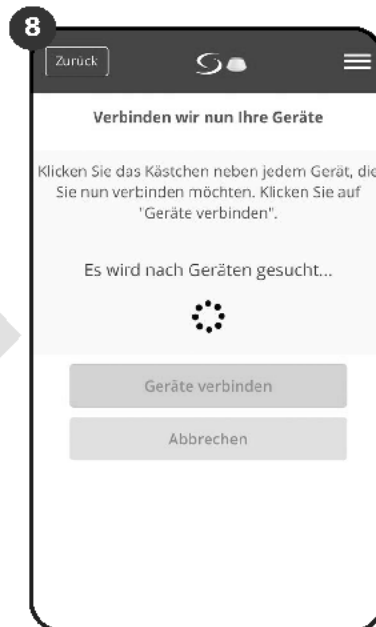 8
Zurück
Verbinden wir nun Ihre Geräte
Klicken Sie das Kästchen neben jedem Gerät, die
Sie nun verbinden möchten. Klicken Sie auf
"Geräte verbinden".
Es wird nach Geräten gesucht...
Geräte verbinden
Abbrechen